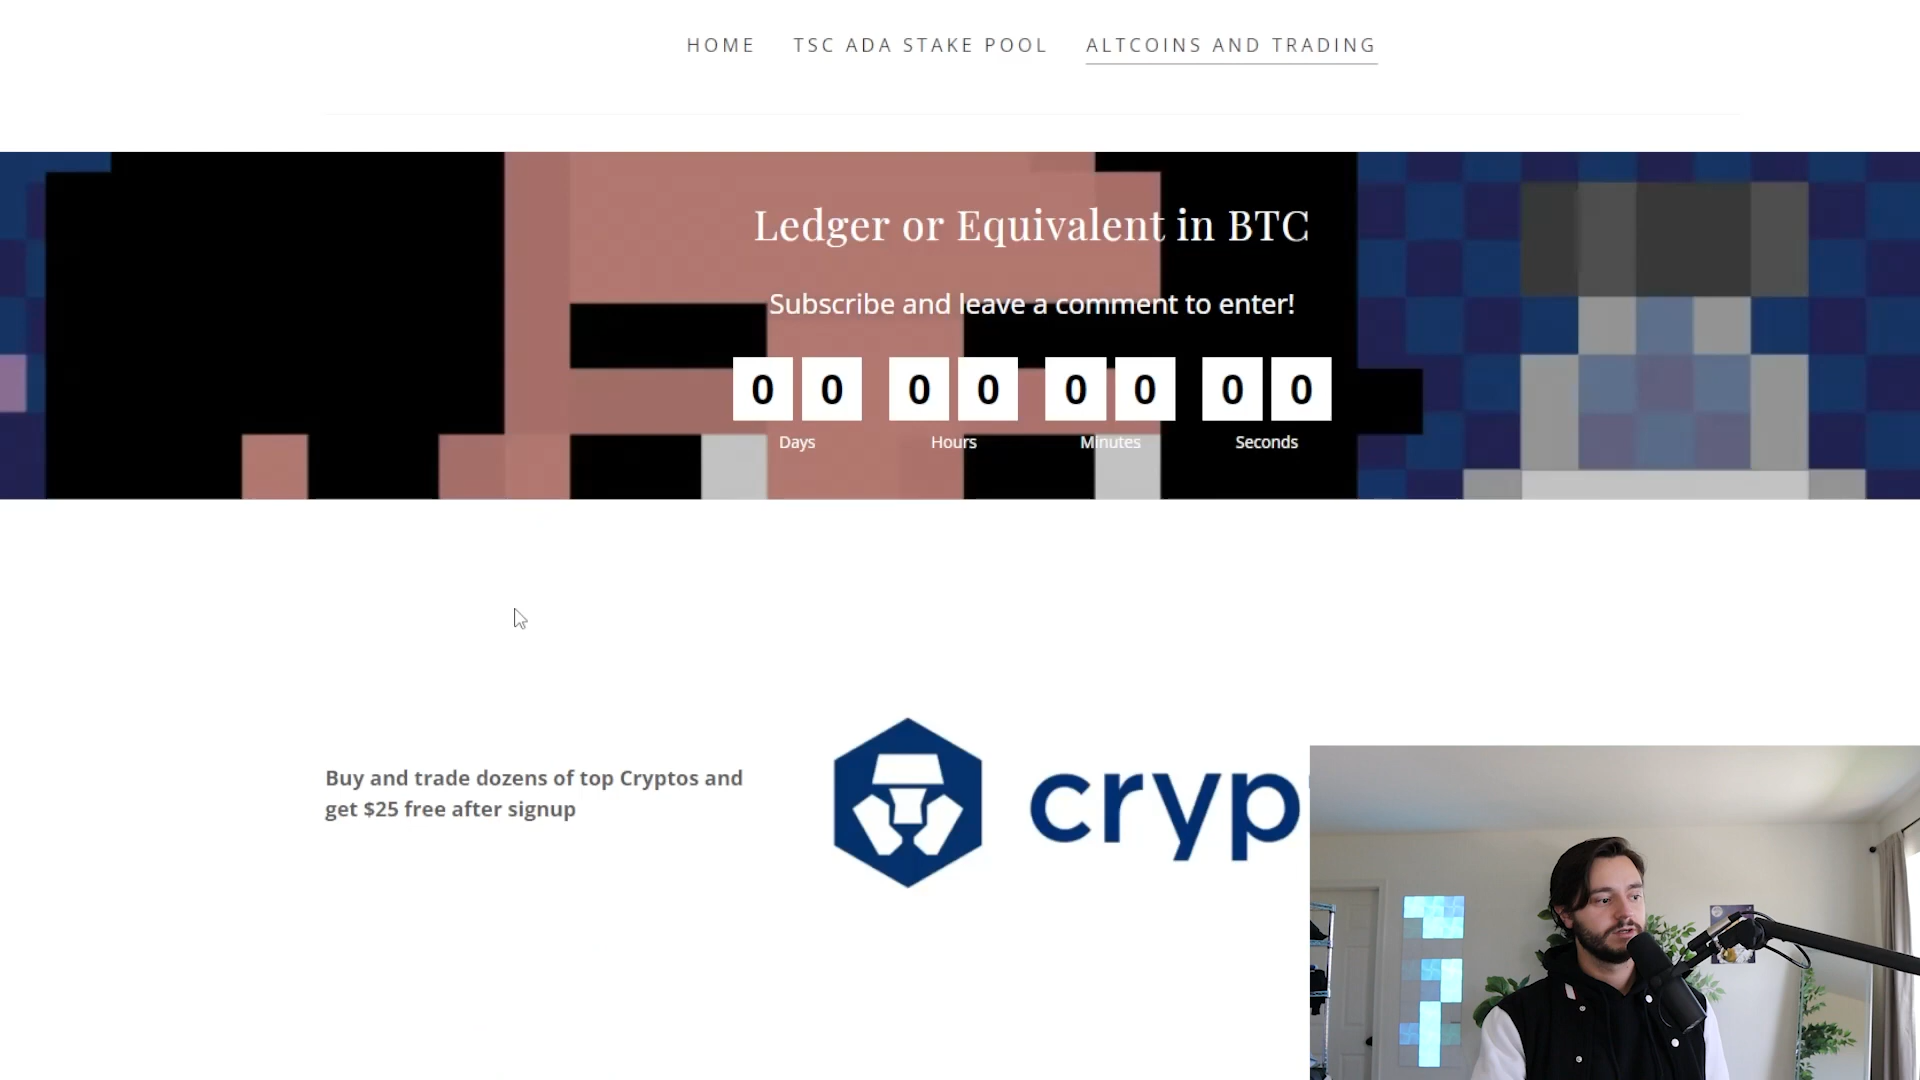 HOME TSC ADA STAKE POOL ALTCOINS AND TRADING
Ledger or Equivalent in BTC
Subscribe and leave a comment to enter!
0 0 0 0 0 0 0 0
Days Hours Minutes Seconds
Buy and trade dozens of top Cryptos and
get $25 free after signup
cryp